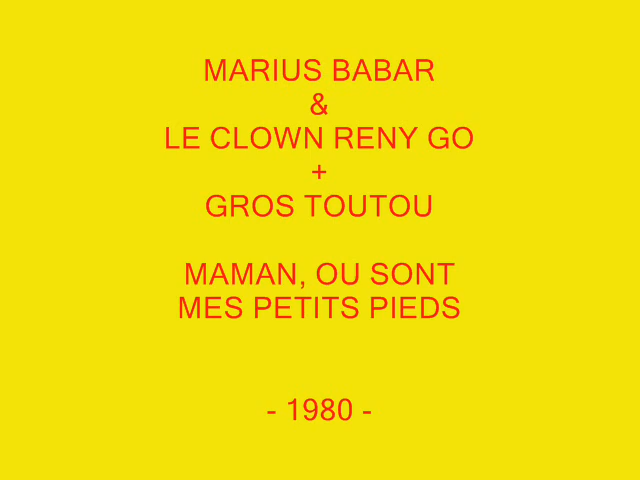 MARIUS BABAR
&
LE CLOWN RENY GO
+
GROS TOUTOU
MAMAN, OU SONT
MES PETITS PIEDS
- 1980 -